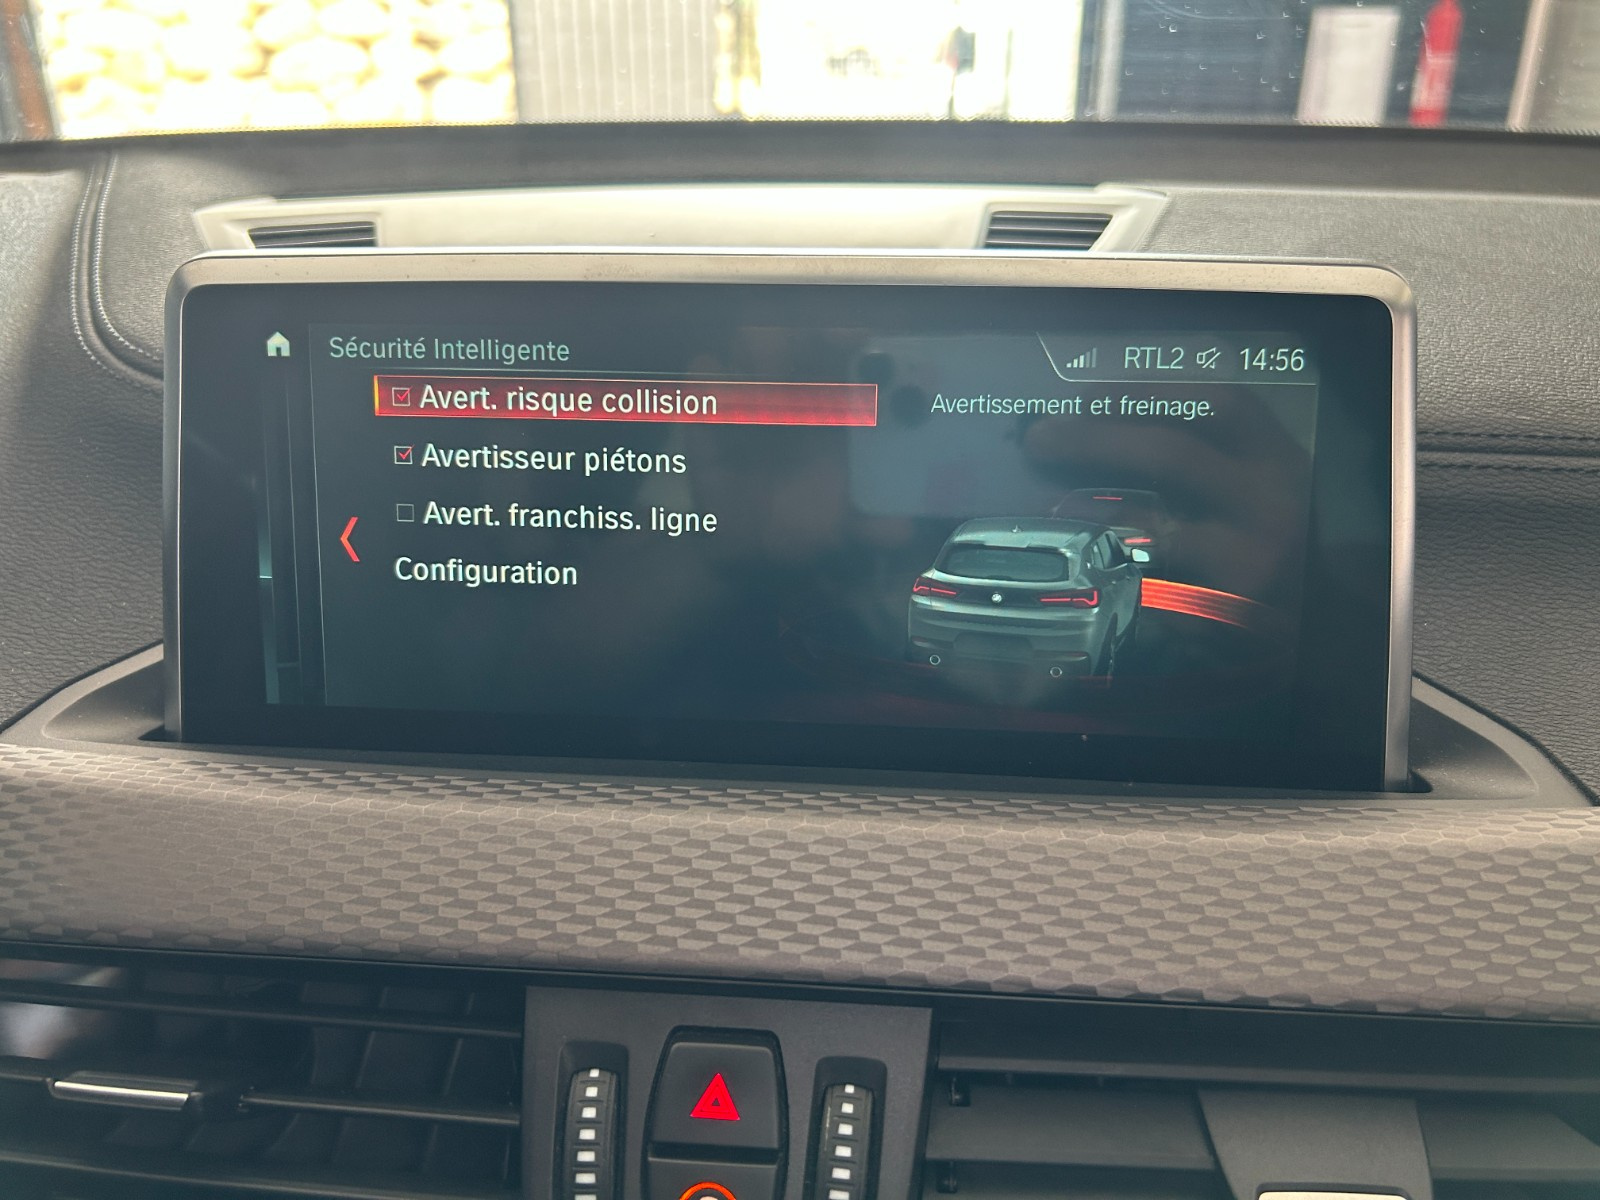 Sécurité Intelligente
RTL2 14:56
Avert. risque collision
Avertissement et freinage.
Avertisseur piétons
Avert. franchiss. ligne
Configuration